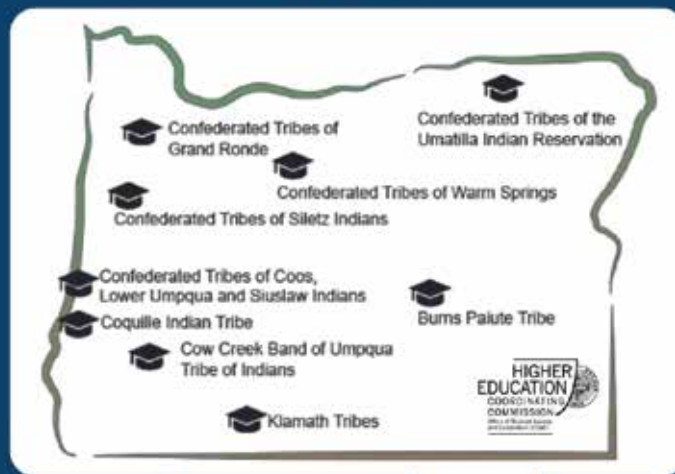 Confederated Tribes of the
Umatilla Indian Reservation
Confederated Tribes of
Grand Ronde
Confederated Tribes of Warm Springs
Confederated Tribes of Siletz Indians
Confederated Tribes of Coos,
Lower Umpqua and Siuslaw Indians
Burns Paiute Tribe
Coquille Indian Tribe
Cow Creek Band of Umpqua
Tribe of Indians
Klamath Tribes
HIGHER
EDUCATION
COORDINATING
COMMISSION